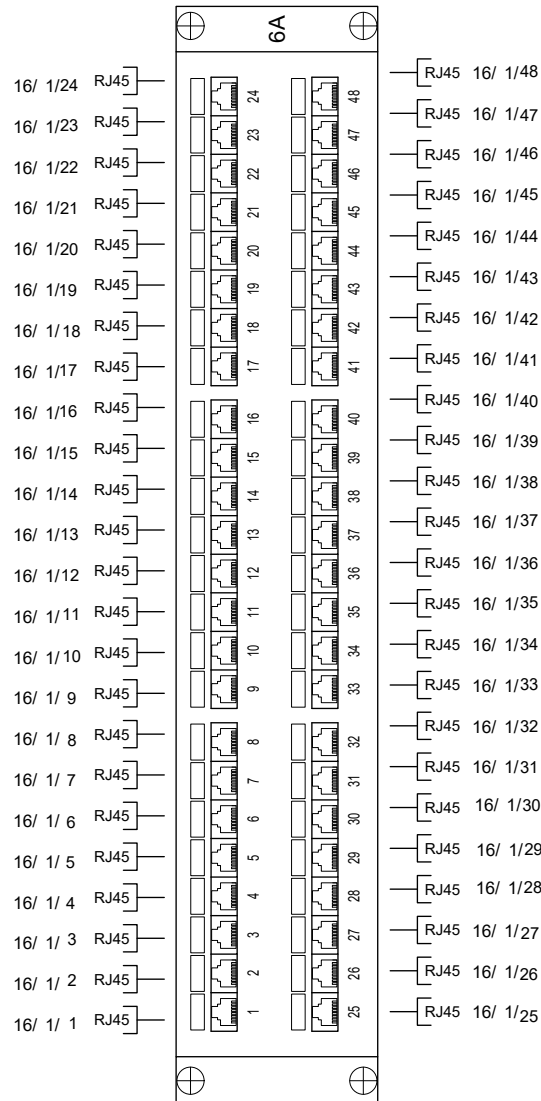 6A
16/ 1/24 RJ45 24 48 RJ45 16/ 1/48
16/ 1/23 RJ45 23 47 RJ45 16/ 1/47
16/ 1/22 RJ45 22 46 RJ45 16/ 1/46
16/ 1/21 RJ45 21 45 RJ45 16/ 1/45
16/ 1/20 RJ45 20 44 RJ45 16/ 1/44
16/ 1/19 RJ45 19 43 RJ45 16/ 1/43
16/ 1/18 RJ45 18 42 RJ45 16/ 1/42
16/ 1/17 RJ45 17 41 RJ45 16/ 1/41
16/ 1/16 RJ45 16 40 RJ45 16/ 1/40
16/ 1/15 RJ45 15 39 RJ45 16/ 1/39
16/ 1/14 RJ45 14 38 RJ45 16/ 1/38
16/ 1/13 RJ45 13 37 RJ45 16/ 1/37
16/ 1/12 RJ45 12 36 RJ45 16/ 1/36
16/ 1/11 RJ45 11 35 RJ45 16/ 1/35
16/ 1/10 RJ45 10 34 RJ45 16/ 1/34
16/ 1/ 9 RJ45 9 33 RJ45 16/ 1/33
16/ 1/ 8 RJ45 8 32 RJ45 16/ 1/32
16/ 1/ 7 RJ45 7 31 RJ45 16/ 1/31
16/ 1/ 6 RJ45 6 30 RJ45 16/ 1/30
16/ 1/ 5 RJ45 5 29 RJ45 16/ 1/29
16/ 1/ 4 RJ45 4 28 RJ45 16/ 1/28
16/ 1/ 3 RJ45 3 27 RJ45 16/ 1/27
16/ 1/ 2 RJ45 2 26 RJ45 16/ 1/26
16/ 1/ 1 RJ45 1 25 RJ45 16/ 1/25